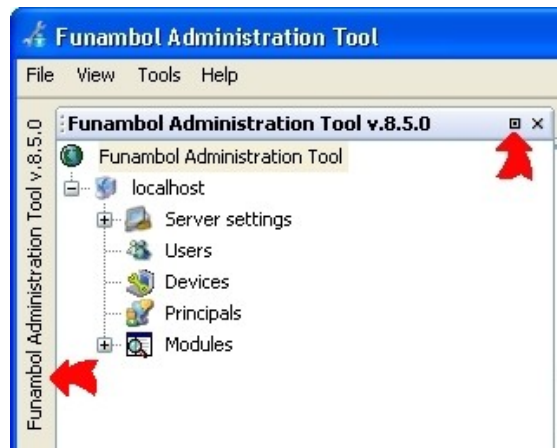 Funambol Administration Tool
File View Tools Help
Funambol Administration Tool v.8.5.0
Funambol Administration Tool v.8.5.0
Funambol Administration Tool
localhost
Server settings
Users
Devices
Principals
Modules